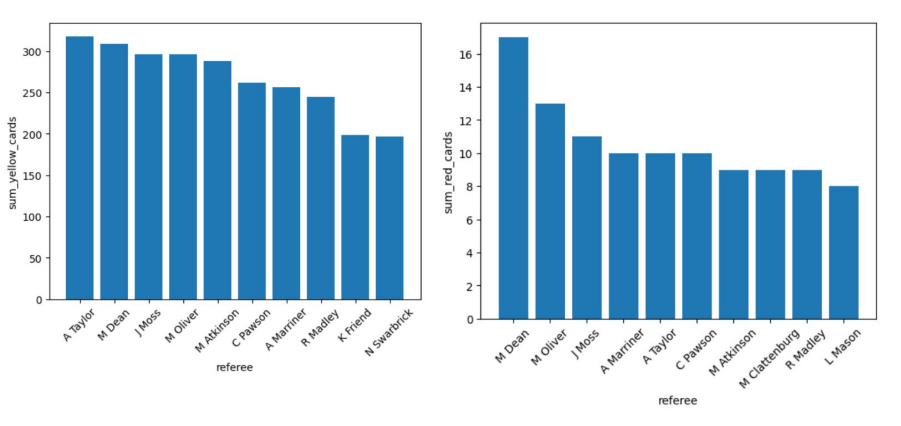 sum_yellow_cards
300
250
200
150
100
50
0
A Taylor
M Dean
J Moss
M Oliver
M Atkinson
C Pawson
A Marriner
R Madley
K Friend
N Swarbrick
referee
sum_red_cards
16
14
12
10
8
6
4
2
0
M Dean
M Oliver
J Moss
A Marriner
A Taylor
C Pawson
M Atkinson
M Clattenburg
R Madley
L Mason
referee